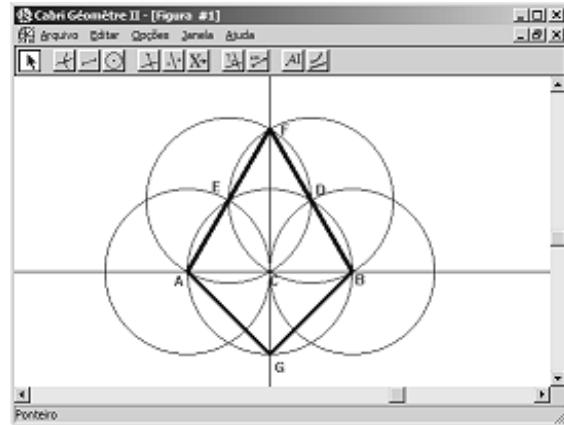 Cabri Géomètre II - [Figura #1]
Arquivo Editar Opções Janela Ajuda
F
E D
A C B
G
Ponteiro